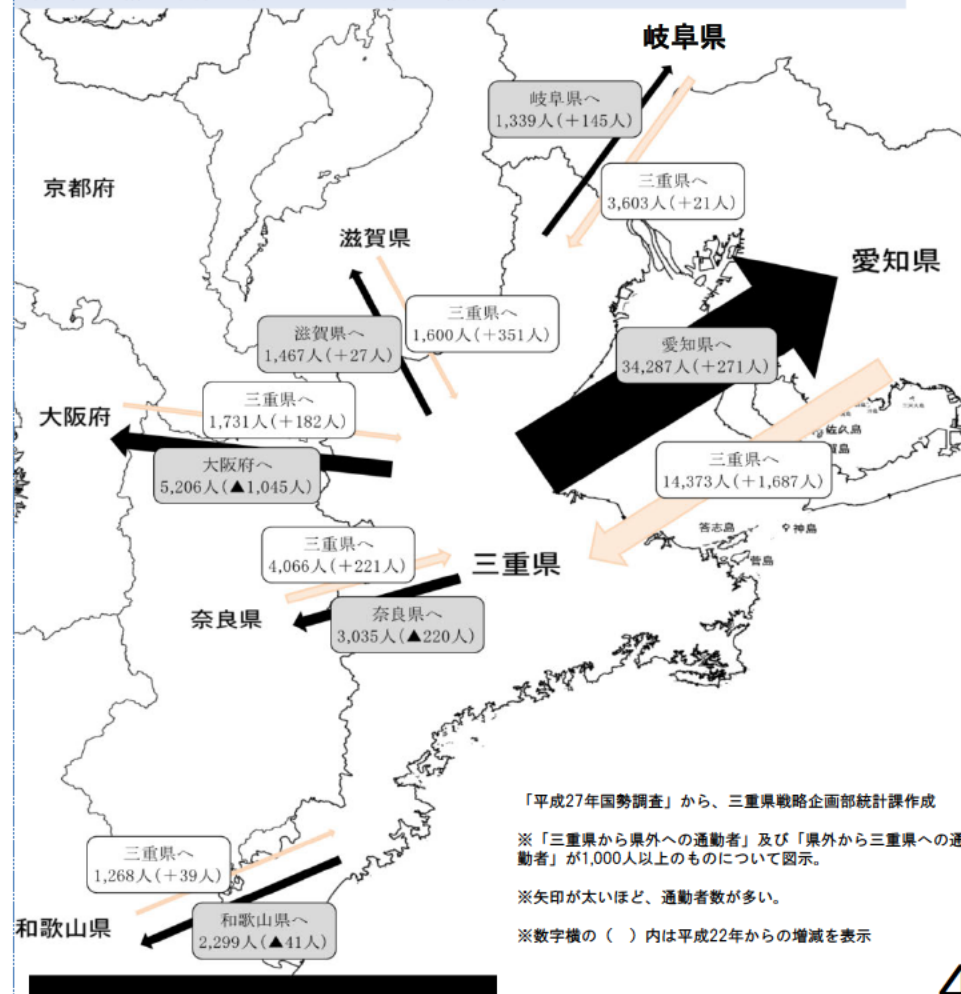 岐阜県
岐阜県へ
1,339人(＋145人)
京都府
三重県へ
3,603人(＋21人)
滋賀県
愛知県
三重県へ
1,600人(＋351人)
滋賀県へ
1,467人(＋27人)
愛知県へ
34,287人(＋271人)
大阪府
三重県へ
1,731人(＋182人)
佐久島
大阪府へ
5,206人(▲1,045人)
三重県へ
14,373人(＋1,687人)
答志島
神島
菅島
三重県へ
4,066人(＋221人)
三重県
奈良県
奈良県へ
3,035人(▲220人)
「平成27年国勢調査」から、三重県戦略企画部統計課作成
※「三重県から県外への通勤者」及び「県外から三重県への通
勤者」が1,000人以上のものについて図示。
※矢印が太いほど、通勤者数が多い。
※数字横の（　）内は平成22年からの増減を表示
三重県へ
1,268人(＋39人)
和歌山県
和歌山県へ
2,299人(▲41人)